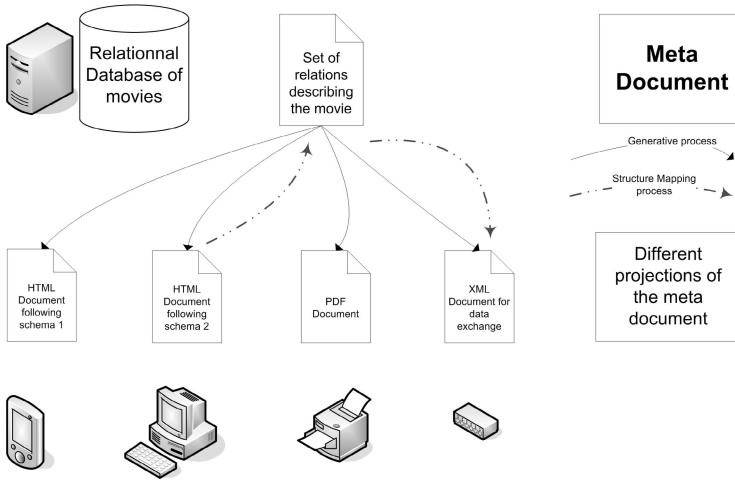 Relationnal
Database of
movies
Set of
relations
describing
the movie
Meta
Document
Generative process
Structure Mapping
process
HTML
Document
following
schema 1
HTML
Document
following
schema 2
PDF
Document
XML
Document for
data
exchange
Different
projections of
the meta
document